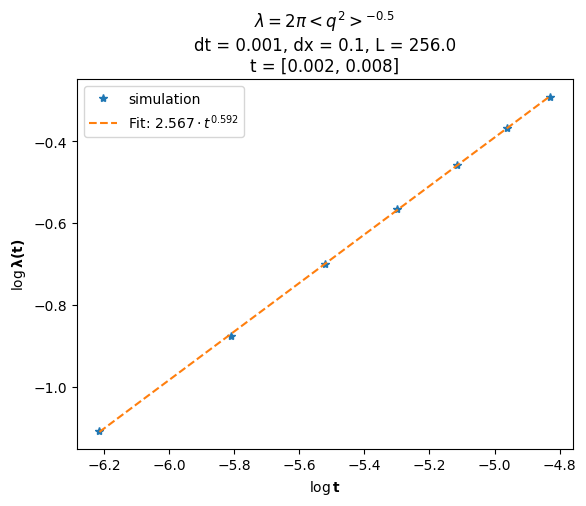 λ = 2π < q² >⁻⁰·⁵
dt = 0.001, dx = 0.1, L = 256.0
t = [0.002, 0.008]
simulation
Fit: 2.567 · t⁰·⁵⁹²
log λ(t)
−0.4
−0.6
−0.8
−1.0
−6.2 −6.0 −5.8 −5.6 −5.4 −5.2 −5.0 −4.8
log t